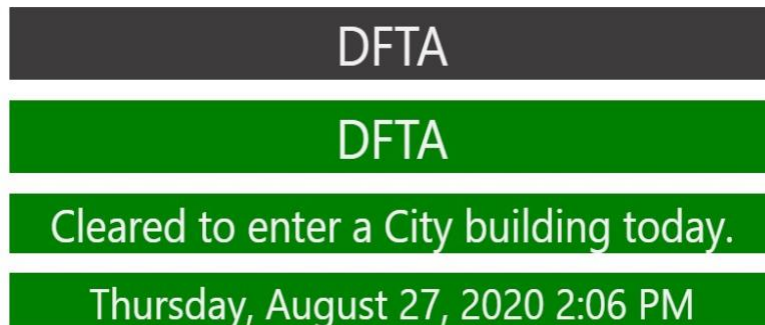 DFTA
DFTA
Cleared to enter a City building today.
Thursday, August 27, 2020 2:06 PM